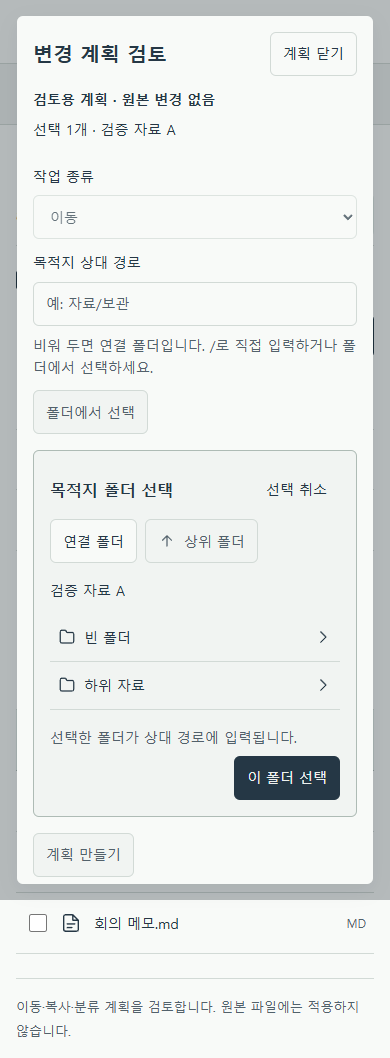 변경 계획 검토
계획 닫기
검토용 계획 · 원본 변경 없음
선택 1개 · 검증 자료 A
작업 종류
이동
목적지 상대 경로
예: 자료/보관
비워 두면 연결 폴더입니다. /로 직접 입력하거나 폴
더에서 선택하세요.
폴더에서 선택
목적지 폴더 선택
선택 취소
연결 폴더
상위 폴더
검증 자료 A
빈 폴더
하위 자료
선택한 폴더가 상대 경로에 입력됩니다.
이 폴더 선택
계획 만들기
회의 메모.md
MD
이동·복사·분류 계획을 검토합니다. 원본 파일에는 적용하지
않습니다.